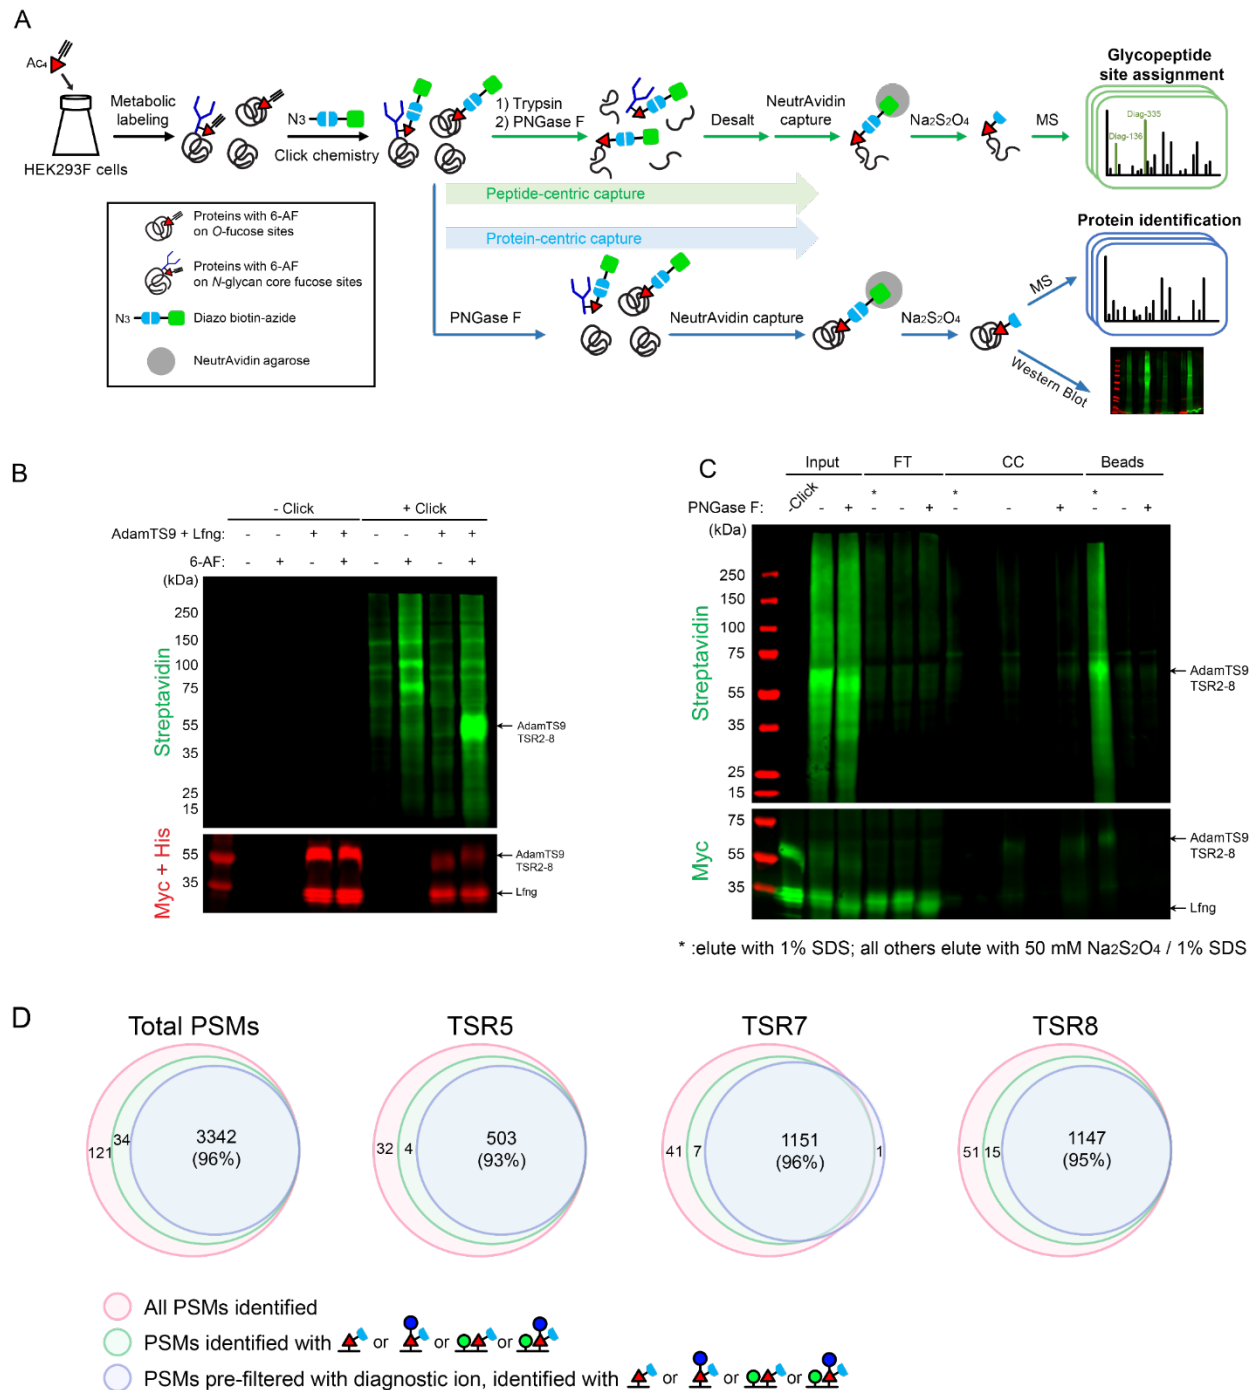 A
Ac₄
HEK293F cells
Metabolic
labeling
N₃
Click chemistry
1) Trypsin
2) PNGase F
Desalt
NeutrAvidin
capture
Na₂S₂O₄
MS
Glycopeptide
site assignment
Diag-335
Diag-136
Peptide-centric capture
Protein-centric capture
Proteins with 6-AF
on O-fucose sites
Proteins with 6-AF
on N-glycan core fucose sites
N₃
Diazo biotin-azide
NeutrAvidin agarose
PNGase F
NeutrAvidin capture
Na₂S₂O₄
MS
Western Blot
Protein identification
B
- Click
+ Click
AdamTS9 + Lfng: - - + + - - + +
6-AF: - + - + - + - +
(kDa)
250
150
100
75
55
35
25
15
Streptavidin
AdamTS9
TSR2-8
55
35
Myc + His
AdamTS9
TSR2-8
Lfng
C
Input
FT
CC
Beads
-Click
* * *
PNGase F: - + - - + - - + - - +
(kDa)
250
150
100
75
55
35
25
15
Streptavidin
AdamTS9
TSR2-8
75
55
35
Myc
AdamTS9
TSR2-8
Lfng
* :elute with 1% SDS; all others elute with 50 mM Na₂S₂O₄ / 1% SDS
D
Total PSMs
121
34
3342
(96%)
TSR5
32
4
503
(93%)
TSR7
41
7
1151
(96%)
1
TSR8
51
15
1147
(95%)
All PSMs identified
PSMs identified with or or or
PSMs pre-filtered with diagnostic ion, identified with or or or